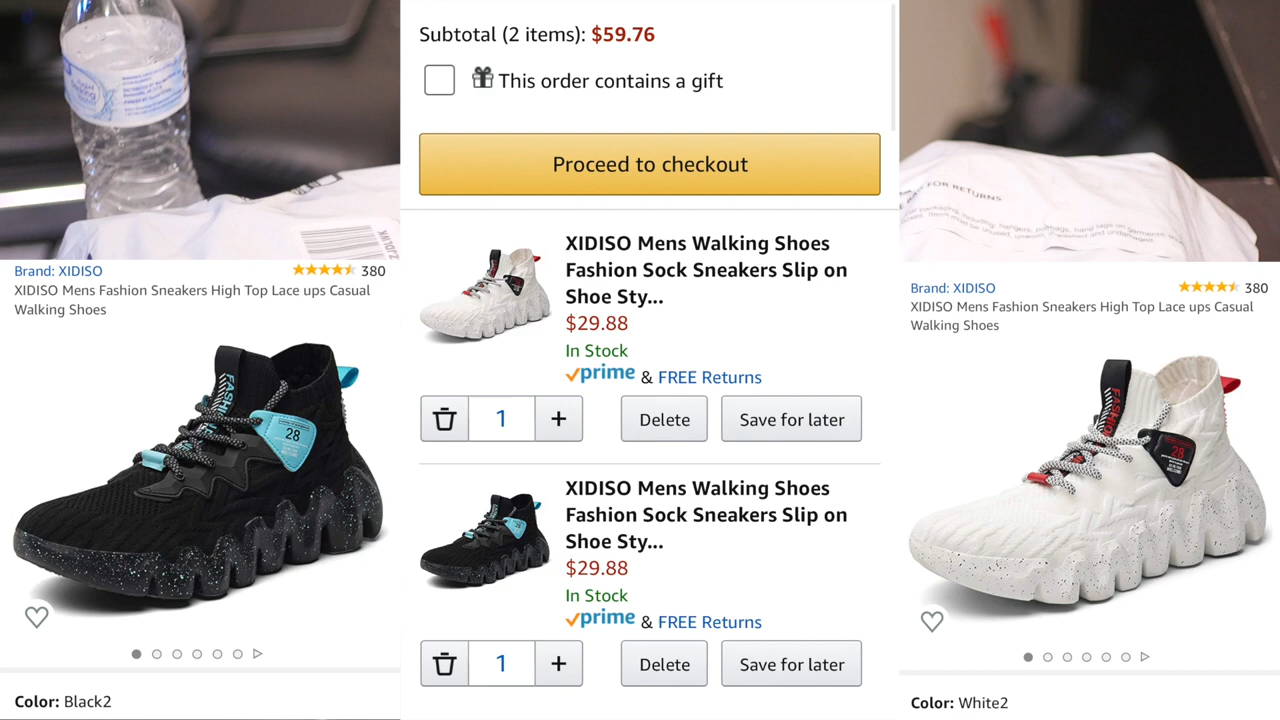 Brand: XIDISO
380
XIDISO Mens Fashion Sneakers High Top Lace ups Casual
Walking Shoes
28
Color: Black2
Subtotal (2 items): $59.76
This order contains a gift
Proceed to checkout
XIDISO Mens Walking Shoes
Fashion Sock Sneakers Slip on
Shoe Sty...
$29.88
In Stock
prime & FREE Returns
1
+
Delete
Save for later
XIDISO Mens Walking Shoes
Fashion Sock Sneakers Slip on
Shoe Sty...
$29.88
In Stock
prime & FREE Returns
1
+
Delete
Save for later
FOR RETURNS
Brand: XIDISO
380
XIDISO Mens Fashion Sneakers High Top Lace ups Casual
Walking Shoes
28
Color: White2